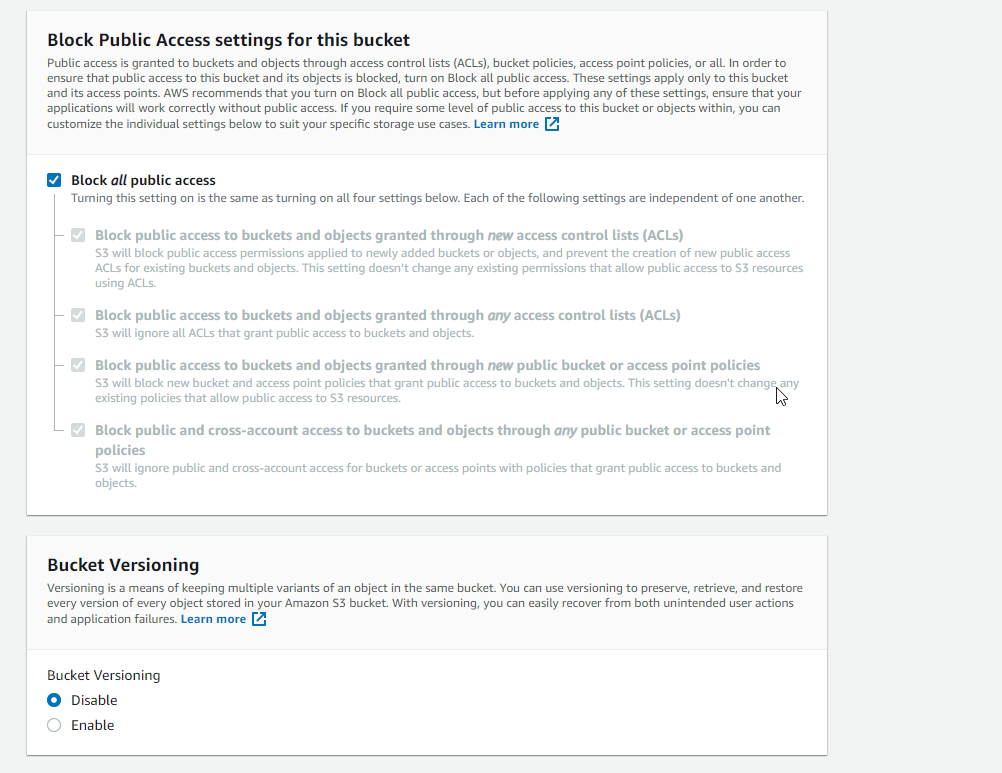 Block Public Access settings for this bucket
Public access is granted to buckets and objects through access control lists (ACLs), bucket policies, access point policies, or all. In order to
ensure that public access to this bucket and its objects is blocked, turn on Block all public access. These settings apply only to this bucket
and its access points. AWS recommends that you turn on Block all public access, but before applying any of these settings, ensure that your
applications will work correctly without public access. If you require some level of public access to this bucket or objects within, you can
customize the individual settings below to suit your specific storage use cases. Learn more
Block all public access
Turning this setting on is the same as turning on all four settings below. Each of the following settings are independent of one another.
Block public access to buckets and objects granted through new access control lists (ACLs)
S3 will block public access permissions applied to newly added buckets or objects, and prevent the creation of new public access
ACLs for existing buckets and objects. This setting doesn't change any existing permissions that allow public access to S3 resources
using ACLs.
Block public access to buckets and objects granted through any access control lists (ACLs)
S3 will ignore all ACLs that grant public access to buckets and objects.
Block public access to buckets and objects granted through new public bucket or access point policies
S3 will block new bucket and access point policies that grant public access to buckets and objects. This setting doesn't change any
existing policies that allow public access to S3 resources.
Block public and cross-account access to buckets and objects through any public bucket or access point
policies
S3 will ignore public and cross-account access for buckets or access points with policies that grant public access to buckets and
objects.
Bucket Versioning
Versioning is a means of keeping multiple variants of an object in the same bucket. You can use versioning to preserve, retrieve, and restore
every version of every object stored in your Amazon S3 bucket. With versioning, you can easily recover from both unintended user actions
and application failures. Learn more
Bucket Versioning
Disable
Enable